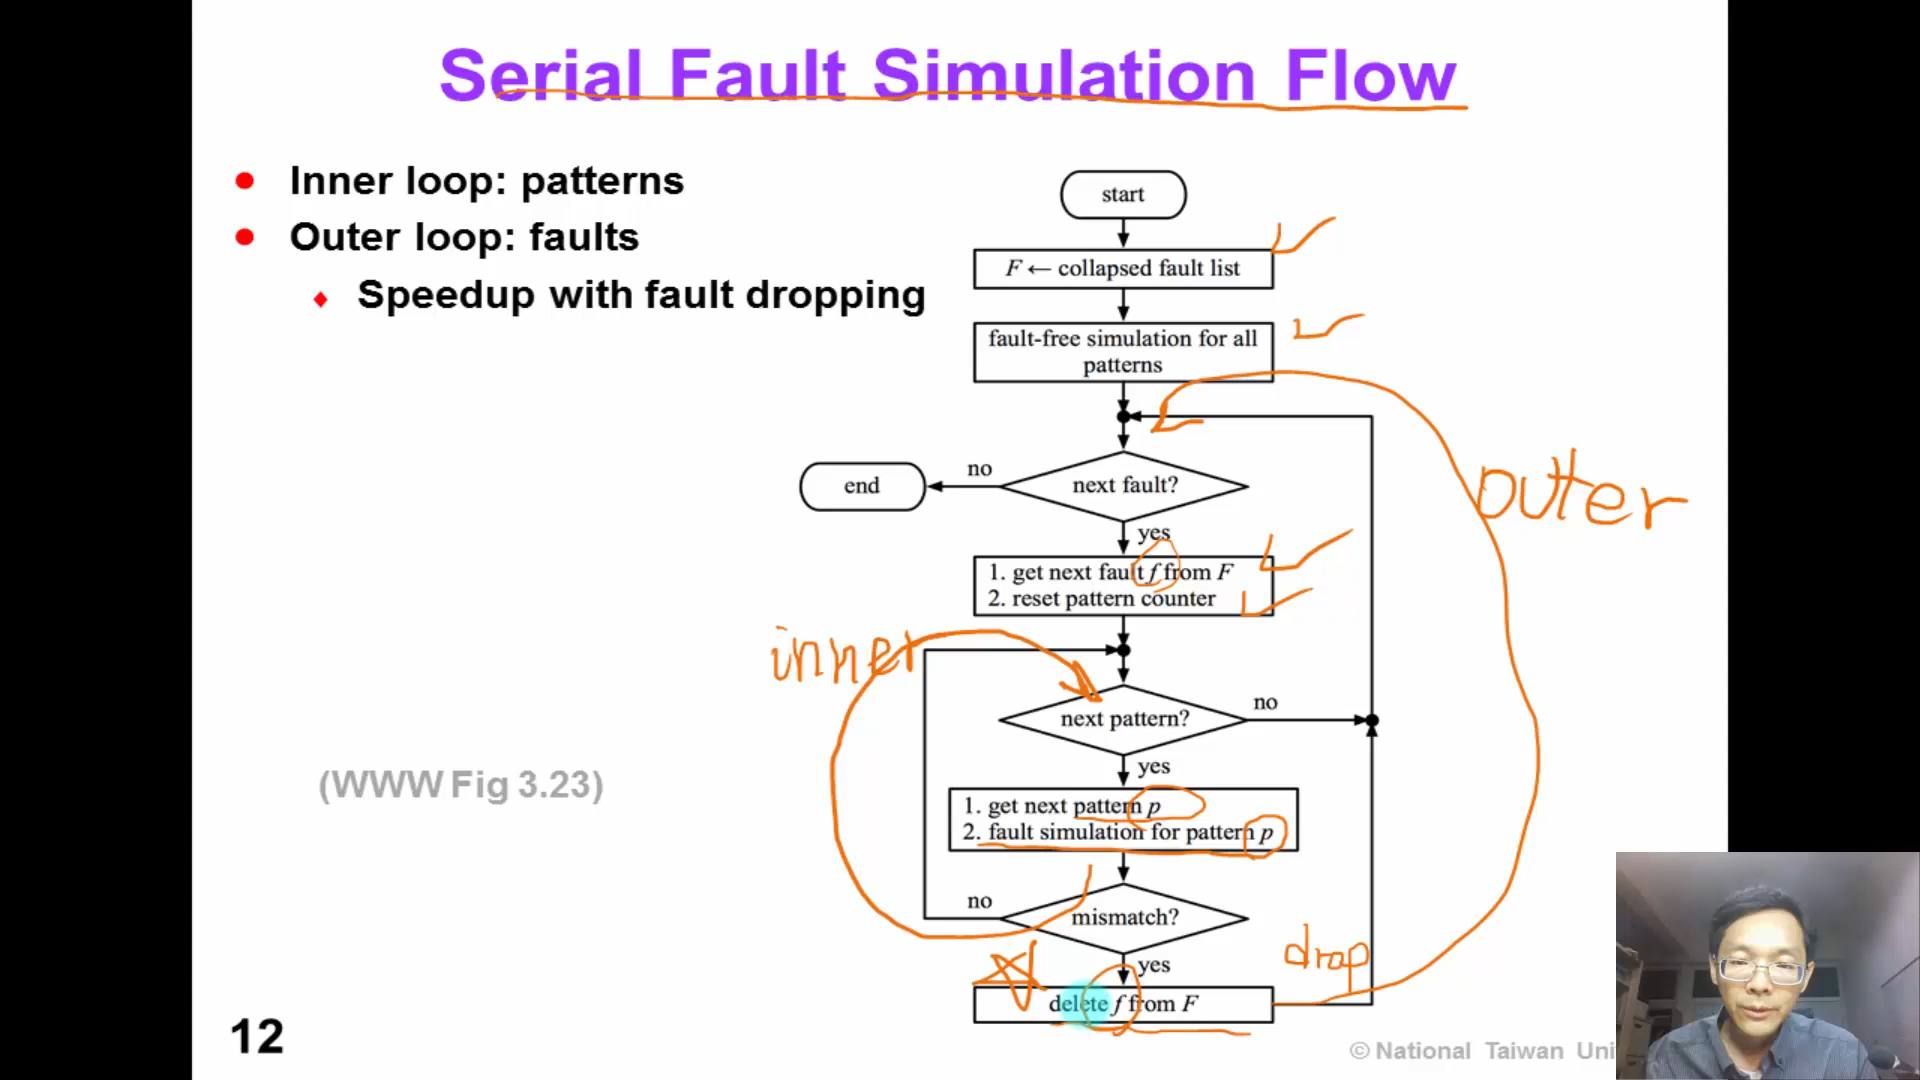 Serial Fault Simulation Flow
Inner loop: patterns
Outer loop: faults
Speedup with fault dropping
(WWW Fig 3.23)
start
F ← collapsed fault list
fault-free simulation for all
patterns
next fault?
no
end
yes
1. get next fault f from F
2. reset pattern counter
next pattern?
no
yes
1. get next pattern p
2. fault simulation for pattern p
mismatch?
no
yes
delete f from F
inner
outer
drop
12
© National Taiwan Uni